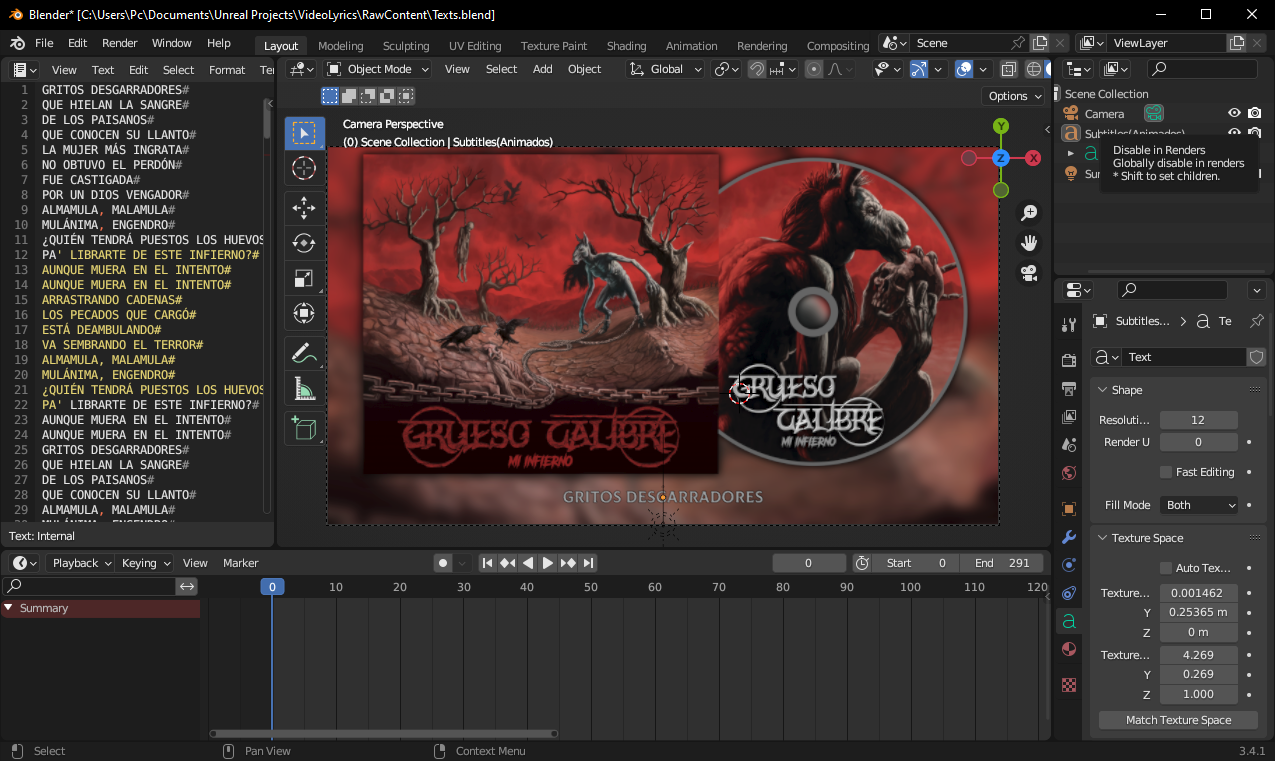 Blender* [C:\Users\Pc\Documents\Unreal Projects\VideoLyrics\RawContent\Texts.blend]
File Edit Render Window Help Layout Modeling Sculpting UV Editing Texture Paint Shading Animation Rendering Compositing Scene ViewLayer
View Text Edit Select Format Object Mode View Select Add Object Global
Options
1 GRITOS DESGARRADORES#
2 QUE HIELAN LA SANGRE#
3 DE LOS PAISANOS#
4 QUE CONOCEN SU LLANTO#
5 LA MUJER MÁS INGRATA#
6 NO OBTUVO EL PERDÓN#
7 FUE CASTIGADA#
8 POR UN DIOS VENGADOR#
9 ALMAMULA, MALAMULA#
10 MULÁNIMA, ENGENDRO#
11 ¿QUIÉN TENDRÁ PUESTOS LOS HUEVOS
12 PA' LIBRARTE DE ESTE INFIERNO?#
13 AUNQUE MUERA EN EL INTENTO#
14 AUNQUE MUERA EN EL INTENTO#
15 ARRASTRANDO CADENAS#
16 LOS PECADOS QUE CARGÓ#
17 ESTÁ DEAMBULANDO#
18 VA SEMBRANDO EL TERROR#
19 ALMAMULA, MALAMULA#
20 MULÁNIMA, ENGENDRO#
21 ¿QUIÉN TENDRÁ PUESTOS LOS HUEVOS
22 PA' LIBRARTE DE ESTE INFIERNO?#
23 AUNQUE MUERA EN EL INTENTO#
24 AUNQUE MUERA EN EL INTENTO#
25 GRITOS DESGARRADORES#
26 QUE HIELAN LA SANGRE#
27 DE LOS PAISANOS#
28 QUE CONOCEN SU LLANTO#
29 ALMAMULA, MALAMULA#
Text: Internal
Camera Perspective
(0) Scene Collection | Subtitles(Animados)
Y
Z X
GRUESO CALIBRE
MI INFIERNO
GRUESO
CALIBRE
MI INFIERNO
GRITOS DESGARRADORES
Scene Collection
Camera
Subtitles(Animados)
a
Disable in Renders
Globally disable in renders
* Shift to set children.
Subtitles... > a Te
a Text
Shape
Resoluti... 12
Render U 0
Fast Editing
Fill Mode Both
Texture Space
Auto Tex...
Texture... 0.001462
Y 0.25365 m
Z 0 m
Texture... 4.269
Y 0.269
Z 1.000
Match Texture Space
Playback Keying View Marker 0 Start 0 End 291
0 10 20 30 40 50 60 70 80 90 100 110 120
Summary
Select Pan View Context Menu 3.4.1